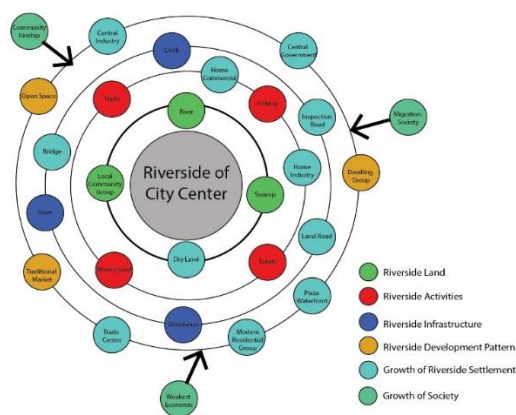 Community
Kinship
Central
Industry
Central
Government
Dock
Home
Commercial
Open Space
Trade
Fishing
Inspection
Road
Migration
Society
River
Bridge
Riverside of
City Center
Home
Industry
Dwelling
Group
Local
Community
Group
Swamp
River
Land Road
Dry Land
Traditional
Market
Mining Sand
Toilets
Plaza
Waterfront
Warehouse
Trade
Center
Modern
Residential
Group
Weakest
Economic
Riverside Land
Riverside Activities
Riverside Infrastructure
Riverside Development Pattern
Growth of Riverside Settlement
Growth of Society